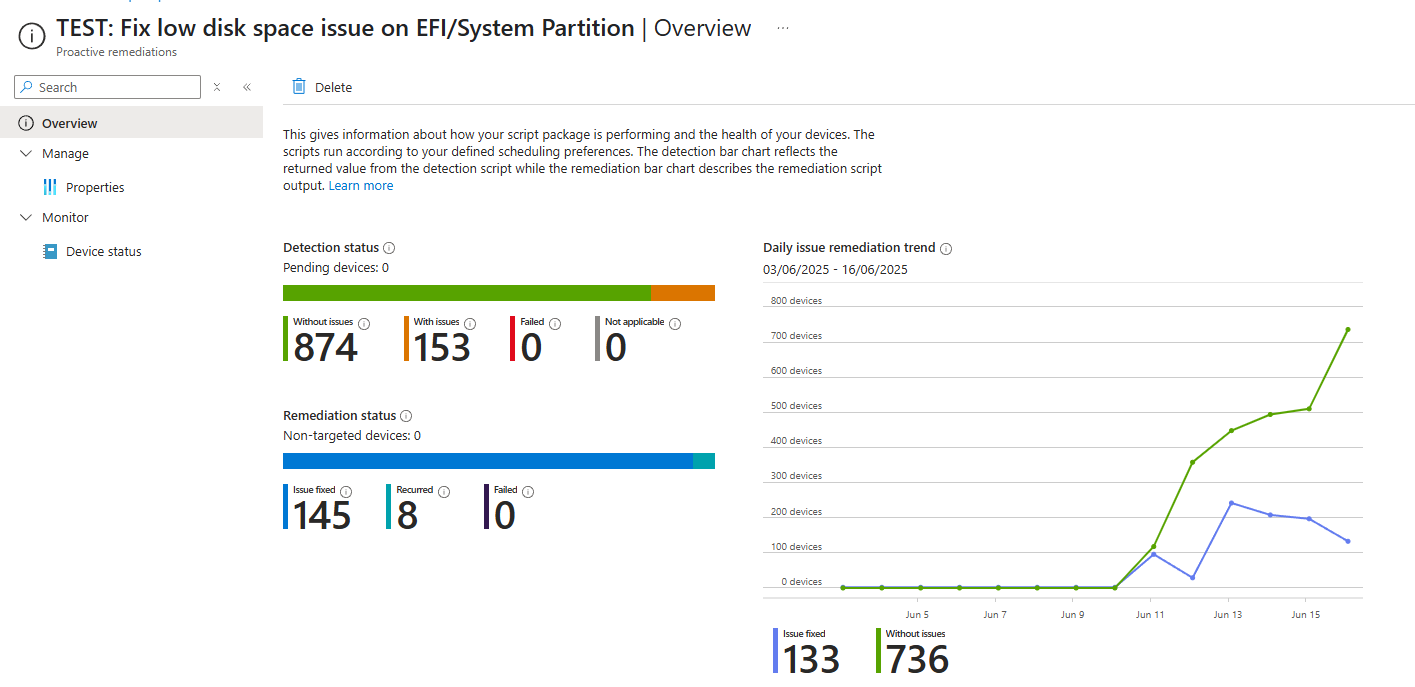 TEST: Fix low disk space issue on EFI/System Partition | Overview ...
Proactive remediations
Search
Delete
Overview
Manage
Properties
Monitor
Device status
This gives information about how your script package is performing and the health of your devices. The
scripts run according to your defined scheduling preferences. The detection bar chart reflects the
returned value from the detection script while the remediation bar chart describes the remediation script
output. Learn more
Detection status
Pending devices: 0
Without issues
874
With issues
153
Failed
0
Not applicable
0
Remediation status
Non-targeted devices: 0
Issue fixed
145
Recurred
8
Failed
0
Daily issue remediation trend
03/06/2025 - 16/06/2025
800 devices
700 devices
600 devices
500 devices
400 devices
300 devices
200 devices
100 devices
0 devices
Jun 5
Jun 7
Jun 9
Jun 11
Jun 13
Jun 15
Issue fixed
133
Without issues
736